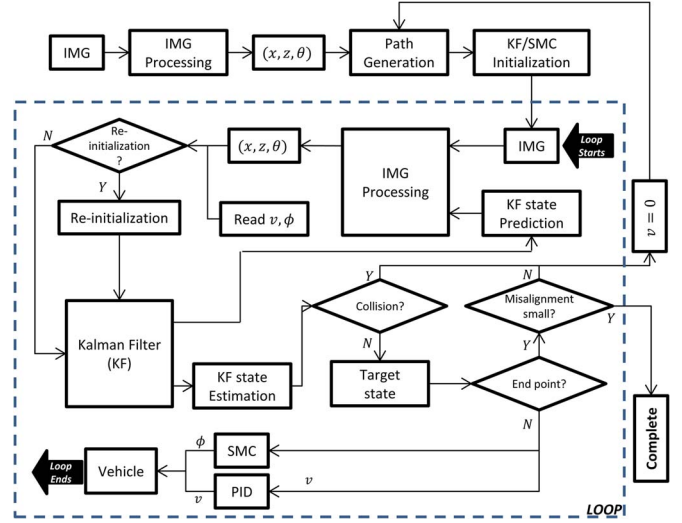 IMG
IMG
Processing
(x, z, θ)
Path
Generation
KF/SMC
Initialization
N
Re-
initialization
?
(x, z, θ)
IMG
Processing
IMG
Loop
Starts
Y
Re-initialization
Read v, ϕ
KF state
Prediction
v = 0
Y
N
Kalman Filter
(KF)
Collision?
Misalignment
small?
Y
N
Y
KF state
Estimation
Target
state
End point?
N
Complete
Loop
Ends
Vehicle
ϕ
SMC
v
PID
v
LOOP